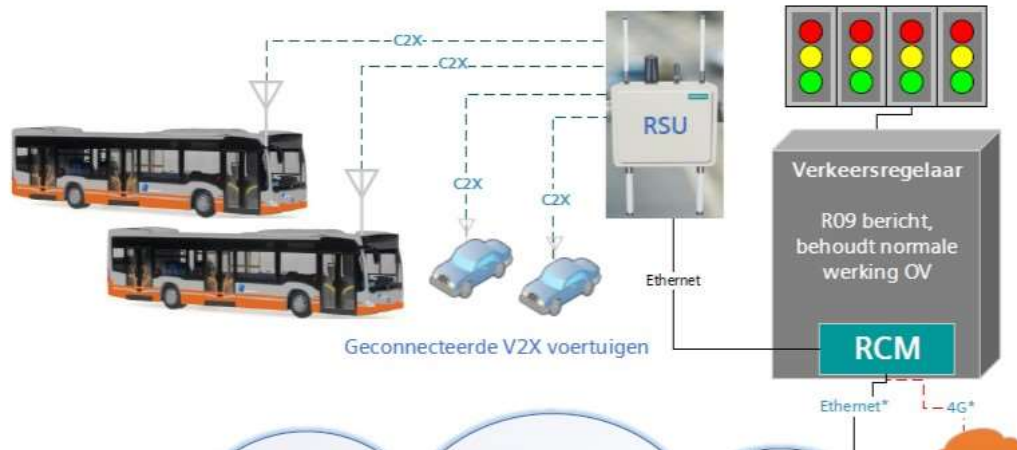 C2X
C2X
RSU
C2X
C2X
Ethernet
Geconnecteerde V2X voertuigen
Verkeersregelaar
R09 bericht,
behoudt normale
werking OV
RCM
Ethernet*
4G*